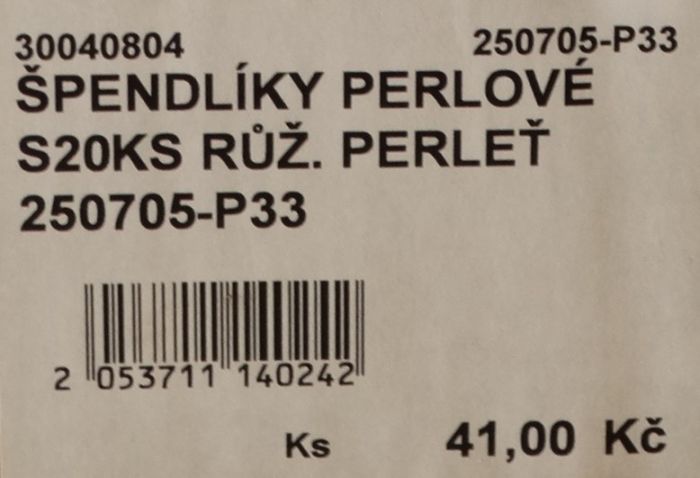 30040804 250705-P33
ŠPENDLÍKY PERLOVÉ
S20KS RŮŽ. PERLEŤ
250705-P33
2 053711 140242
Ks 41,00 Kč